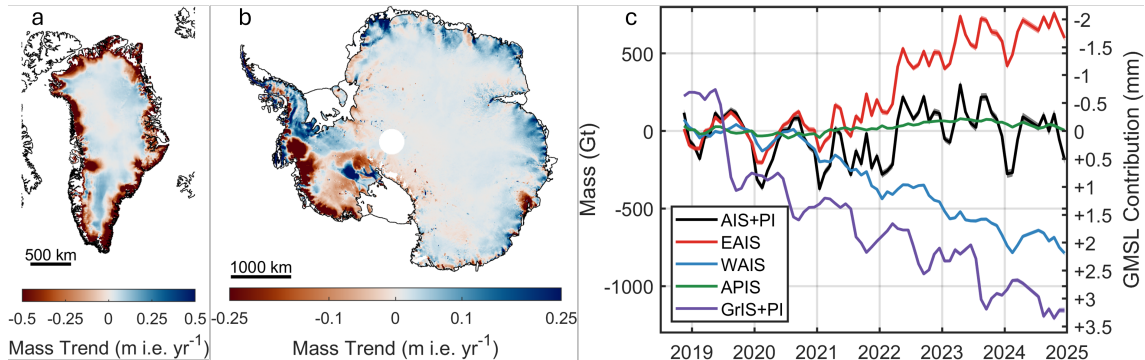 a
500 km
-0.5 -0.25 0 0.25 0.5
Mass Trend (m i.e. yr-1)
b
1000 km
-0.25 -0.1 0 0.1 0.25
Mass Trend (m i.e. yr-1)
c
Mass (Gt)
500
0
-500
-1000
AIS+PI
EAIS
WAIS
APIS
GrIS+PI
2019 2020 2021 2022 2023 2024 2025
-2
-1.5
-1
-0.5
0
+0.5
+1
+1.5
+2
+2.5
+3
+3.5
GMSL Contribution (mm)